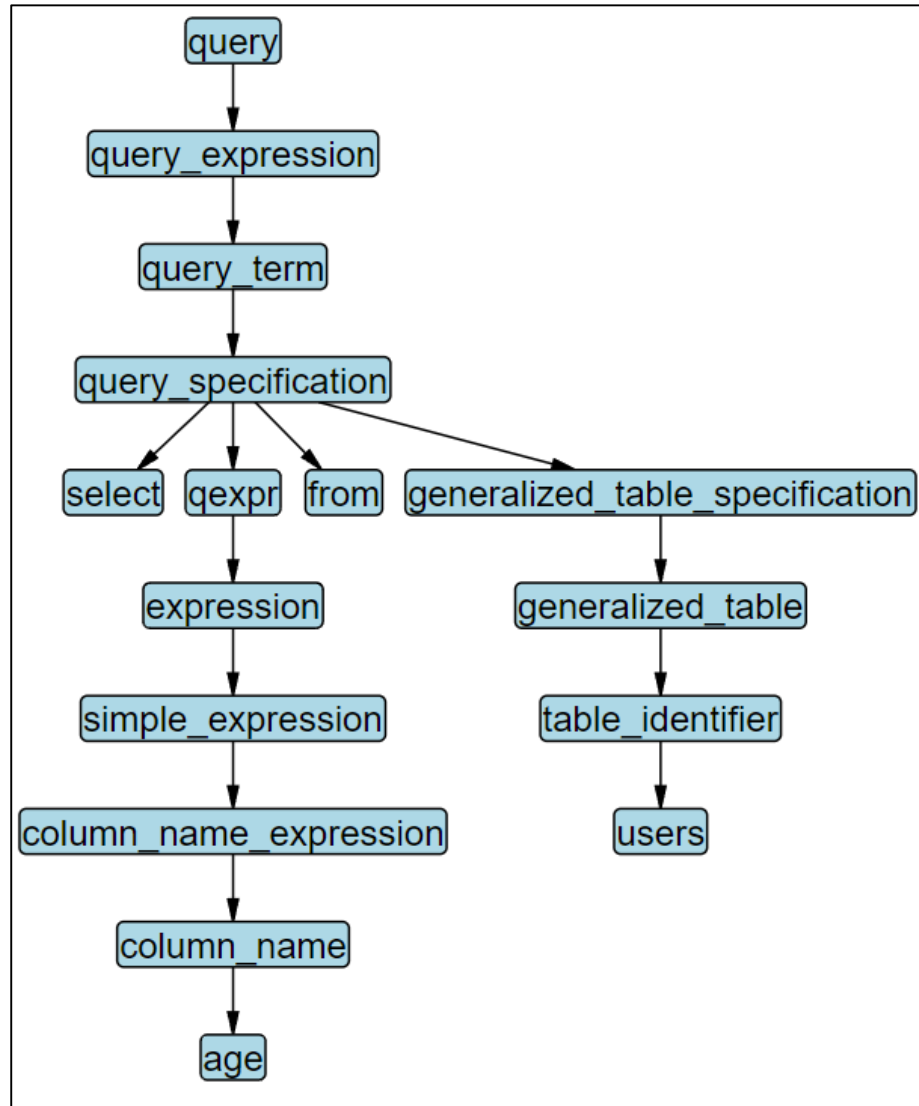 query
query_expression
query_term
query_specification
select qexpr from generalized_table_specification
expression generalized_table
simple_expression table_identifier
column_name_expression users
column_name
age